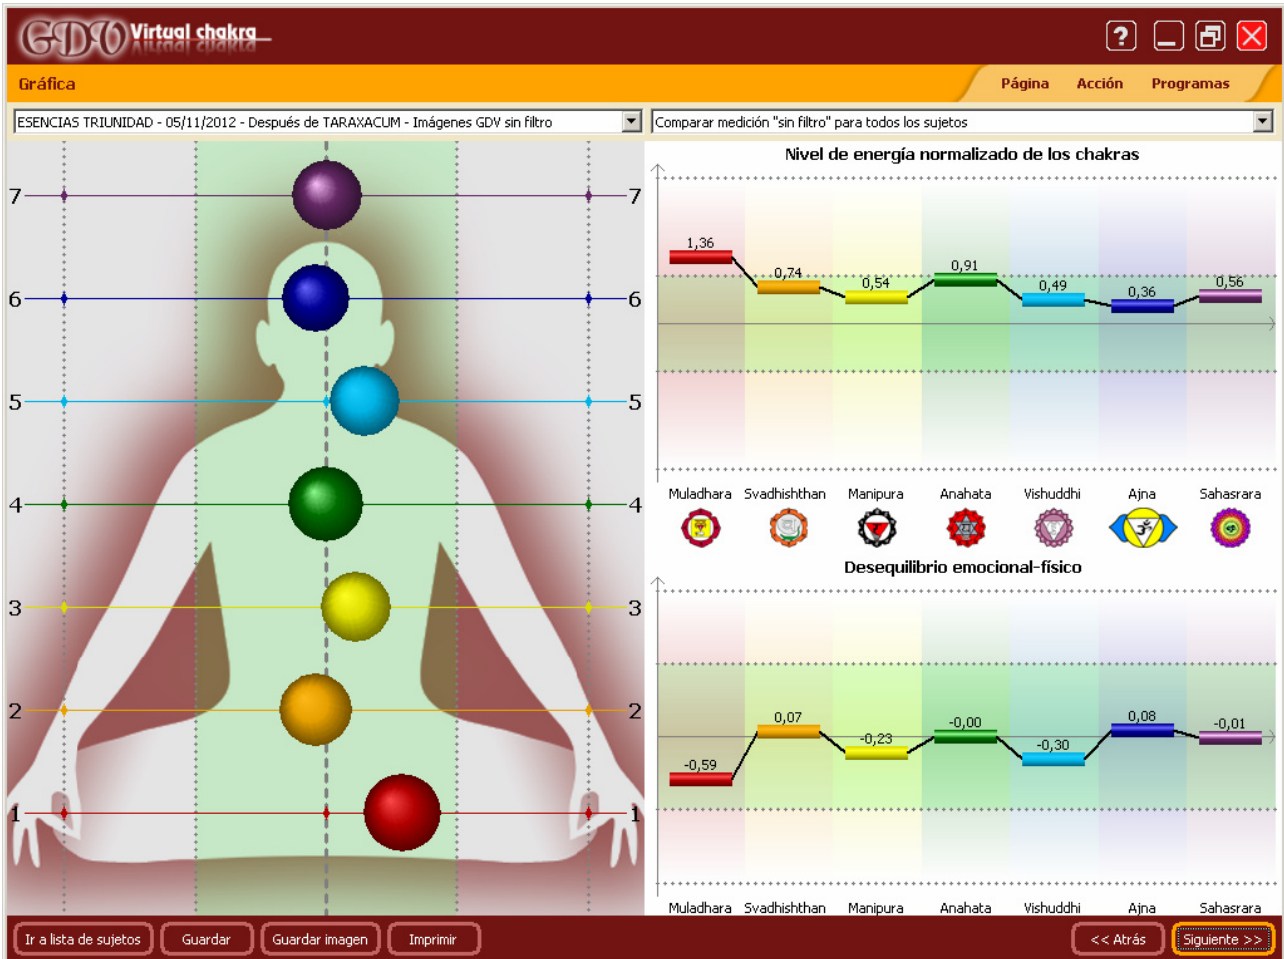 GDV Virtual chakra
?
Gráfica
Página Acción Programas
ESENCIAS TRIUNIDAD - 05/11/2012 - Después de TARAXACUM - Imágenes GDV sin filtro
Comparar medición "sin filtro" para todos los sujetos
7 7
6 6
5 5
4 4
3 3
2 2
1 1
Nivel de energía normalizado de los chakras
1,36 0,74 0,54 0,91 0,49 0,36 0,56
Muladhara Svadhishthan Manipura Anahata Vishuddhi Ajna Sahasrara
Desequilibrio emocional-físico
-0,59 0,07 -0,23 -0,00 -0,30 0,08 -0,01
Muladhara Svadhishthan Manipura Anahata Vishuddhi Ajna Sahasrara
Ir a lista de sujetos Guardar Guardar imagen Imprimir << Atrás Siguiente >>